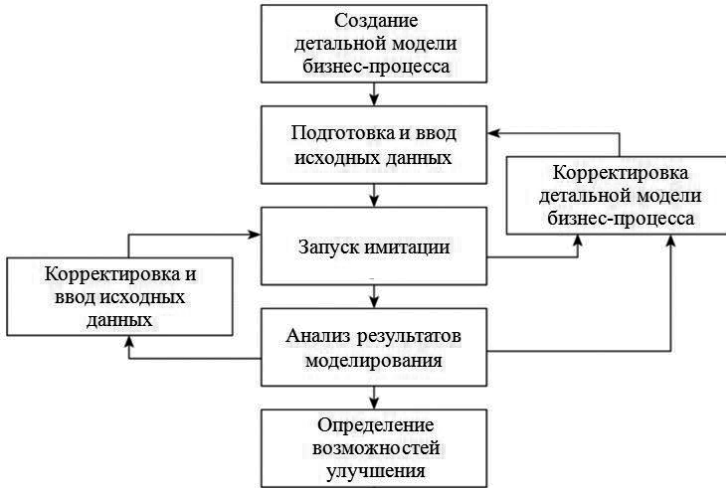 Создание
детальной модели
бизнес-процесса
Подготовка и ввод
исходных данных
Корректировка
детальной модели
бизнес-процесса
Запуск имитации
Корректировка и
ввод исходных
данных
Анализ результатов
моделирования
Определение
возможностей
улучшения